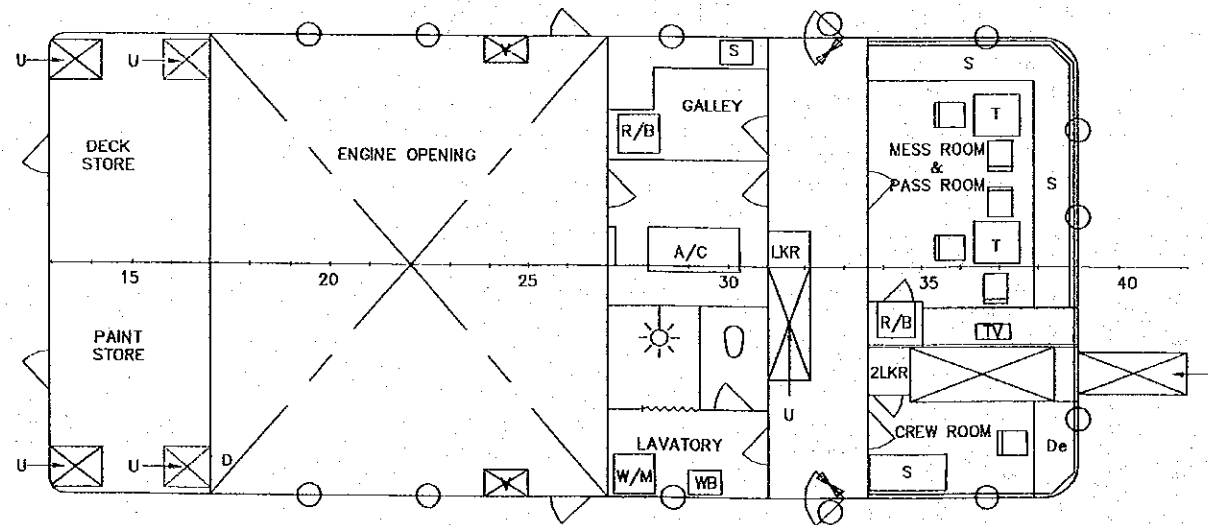 S
U
U
V
S
GALLEY
T
R/B
DECK
STORE
ENGINE OPENING
MESS ROOM
&
PASS ROOM
S
A/C
LKR
T
15
20
25
30
35
40
PAINT
STORE
R/B
TV
2LKR
U
CREW ROOM
LAVATORY
De
U
U
D
W/M
WB
S
V